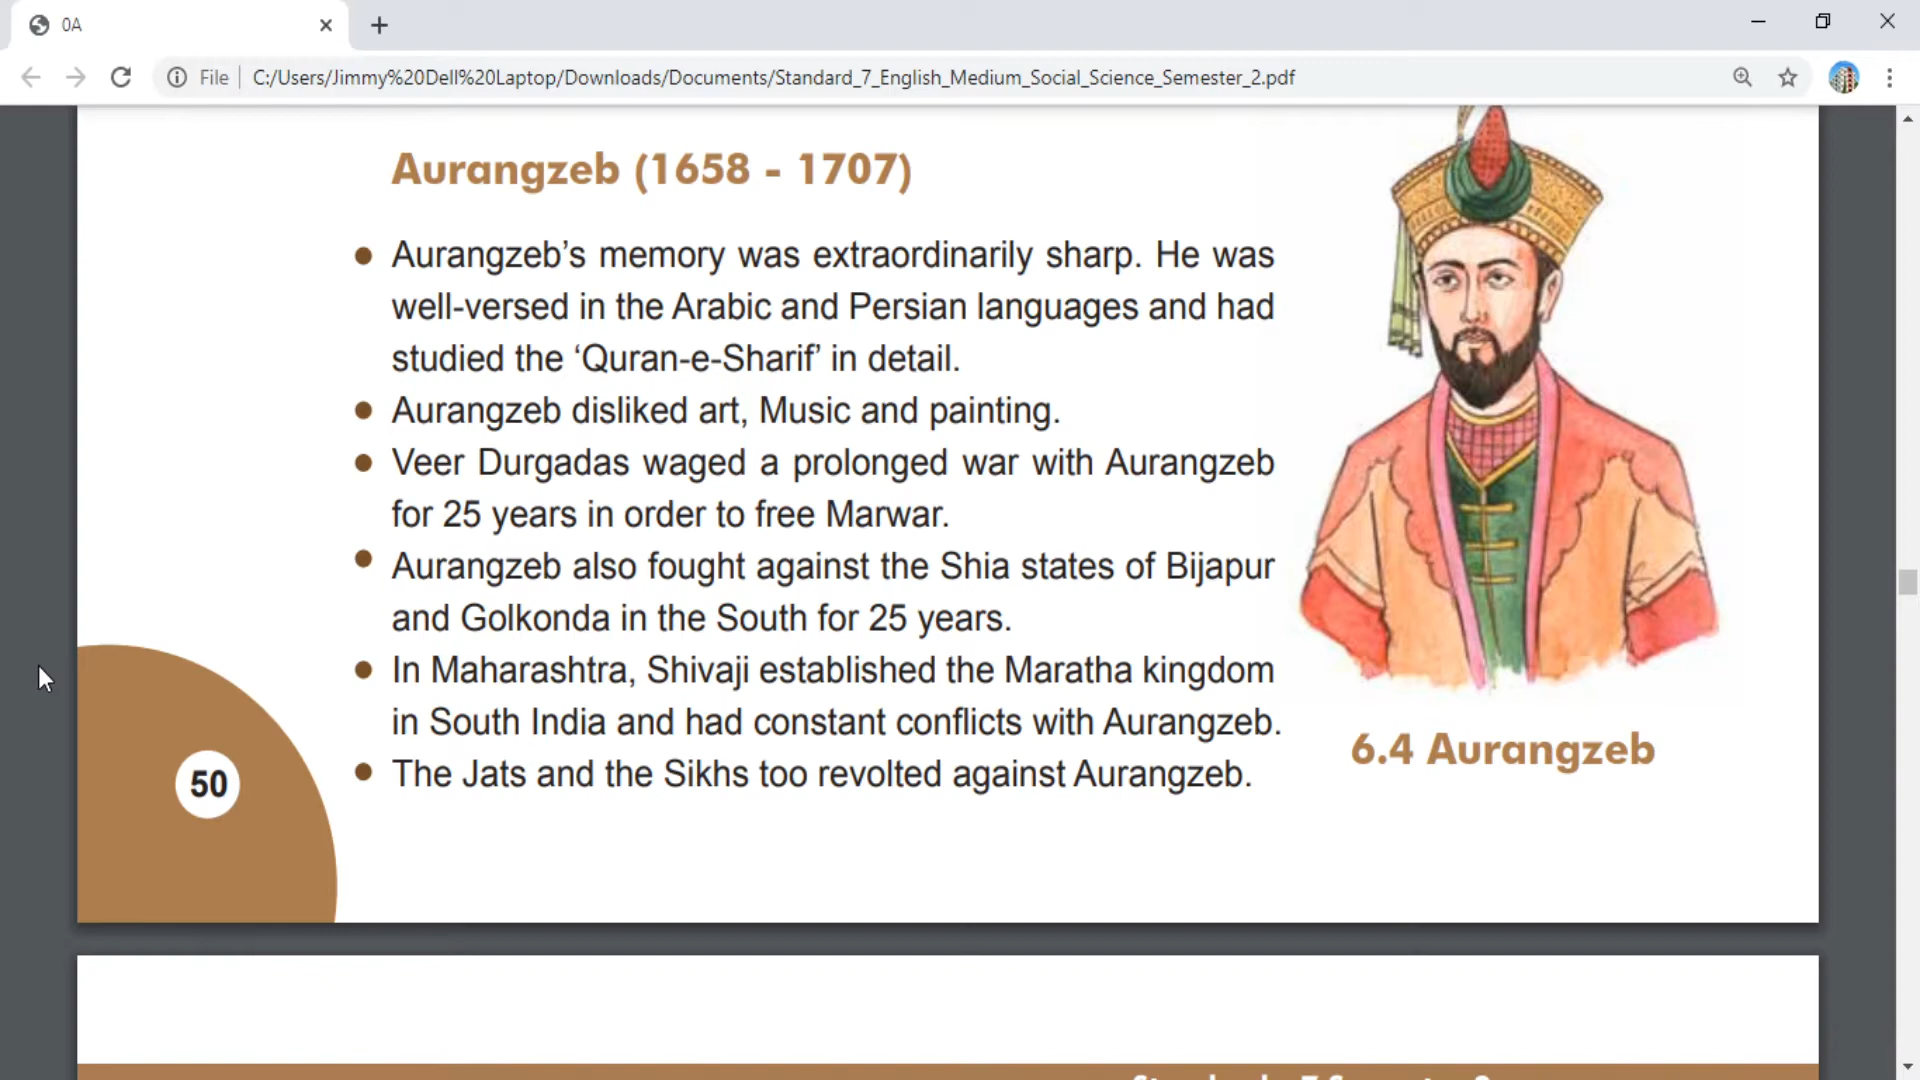 0A
File
C:/Users/Jimmy%20Dell%20Laptop/Downloads/Documents/Standard_7_English_Medium_Social_Science_Semester_2.pdf
Aurangzeb (1658 - 1707)
● Aurangzeb’s memory was extraordinarily sharp. He was
well-versed in the Arabic and Persian languages and had
studied the ‘Quran-e-Sharif’ in detail.
● Aurangzeb disliked art, Music and painting.
● Veer Durgadas waged a prolonged war with Aurangzeb
for 25 years in order to free Marwar.
● Aurangzeb also fought against the Shia states of Bijapur
and Golkonda in the South for 25 years.
● In Maharashtra, Shivaji established the Maratha kingdom
in South India and had constant conflicts with Aurangzeb.
● The Jats and the Sikhs too revolted against Aurangzeb.
6.4 Aurangzeb
50